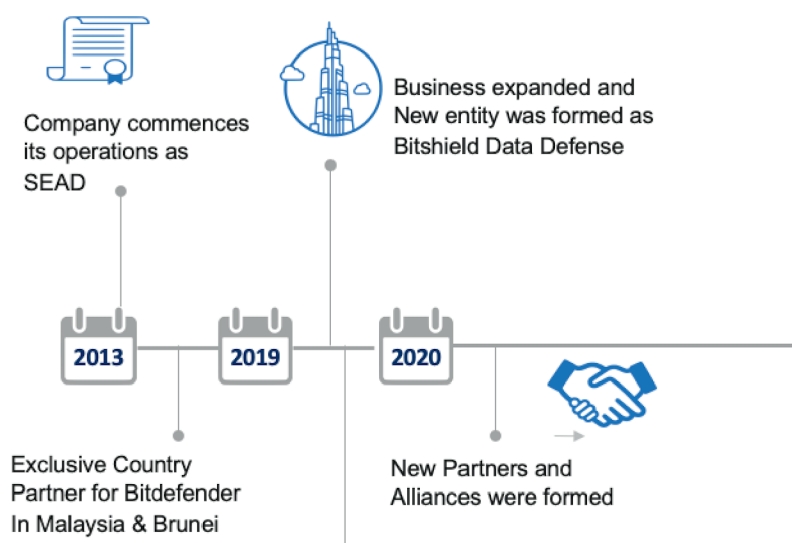 Company commences
its operations as
SEAD
Business expanded and
New entity was formed as
Bitshield Data Defense
2013
2019
2020
Exclusive Country
Partner for Bitdefender
In Malaysia & Brunei
New Partners and
Alliances were formed